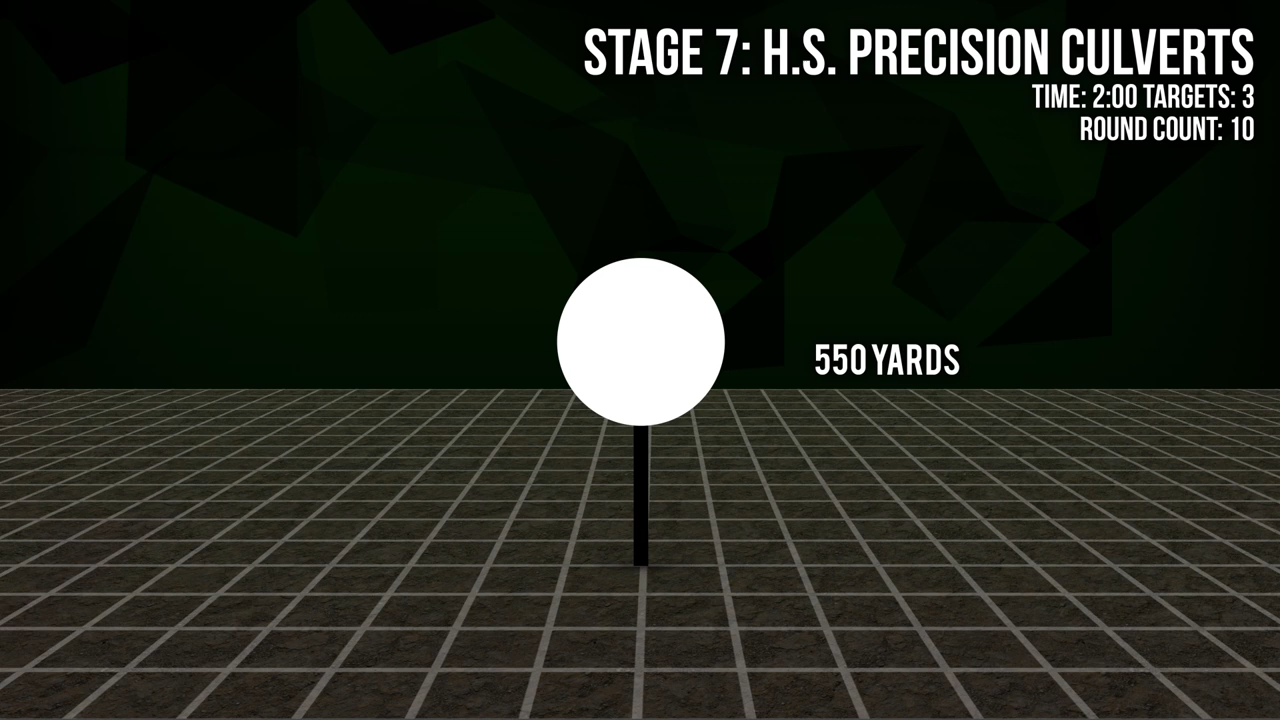 STAGE 7: H.S. PRECISION CULVERTS
TIME: 2:00 TARGETS: 3
ROUND COUNT: 10
550 YARDS